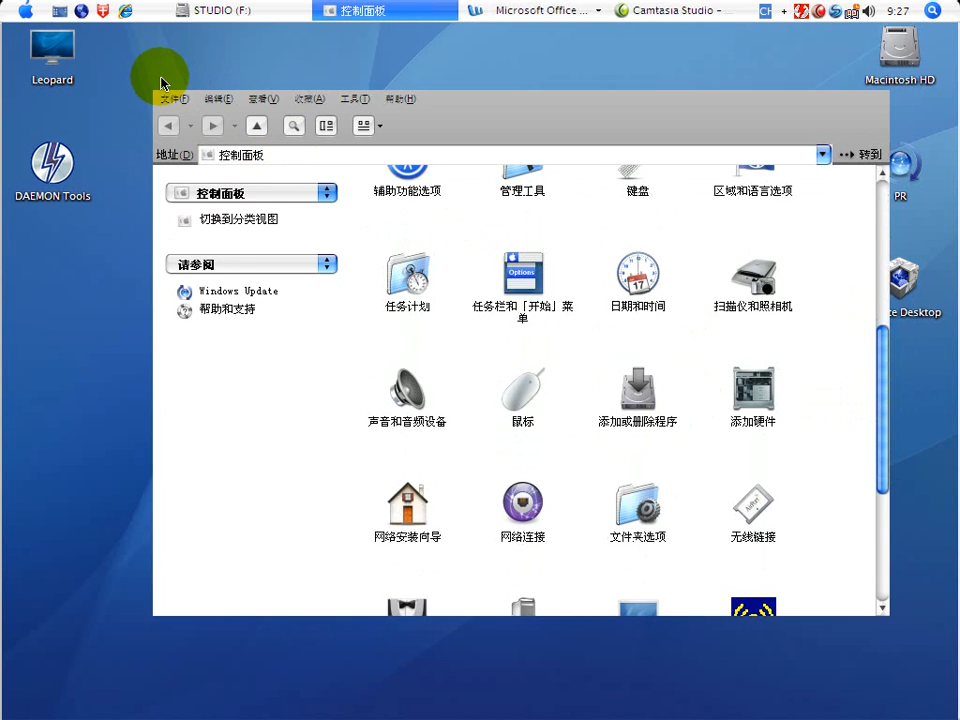 STUDIO (F:)
控制面板
Microsoft Office ...
Camtasia Studio -
CH
9:27
Leopard
Macintosh HD
DAEMON Tools
PR
te Desktop
文件(F) 编辑(E) 查看(V) 收藏(A) 工具(T) 帮助(H)
地址(D) 控制面板 转到
控制面板
切换到分类视图
请参阅
Windows Update
帮助和支持
辅助功能选项 管理工具 键盘 区域和语言选项
Options
17
任务计划 任务栏和「开始」菜 日期和时间 扫描仪和照相机
单
声音和音频设备 鼠标 添加或删除程序 添加硬件
AirPort
网络安装向导 网络连接 文件夹选项 无线链接